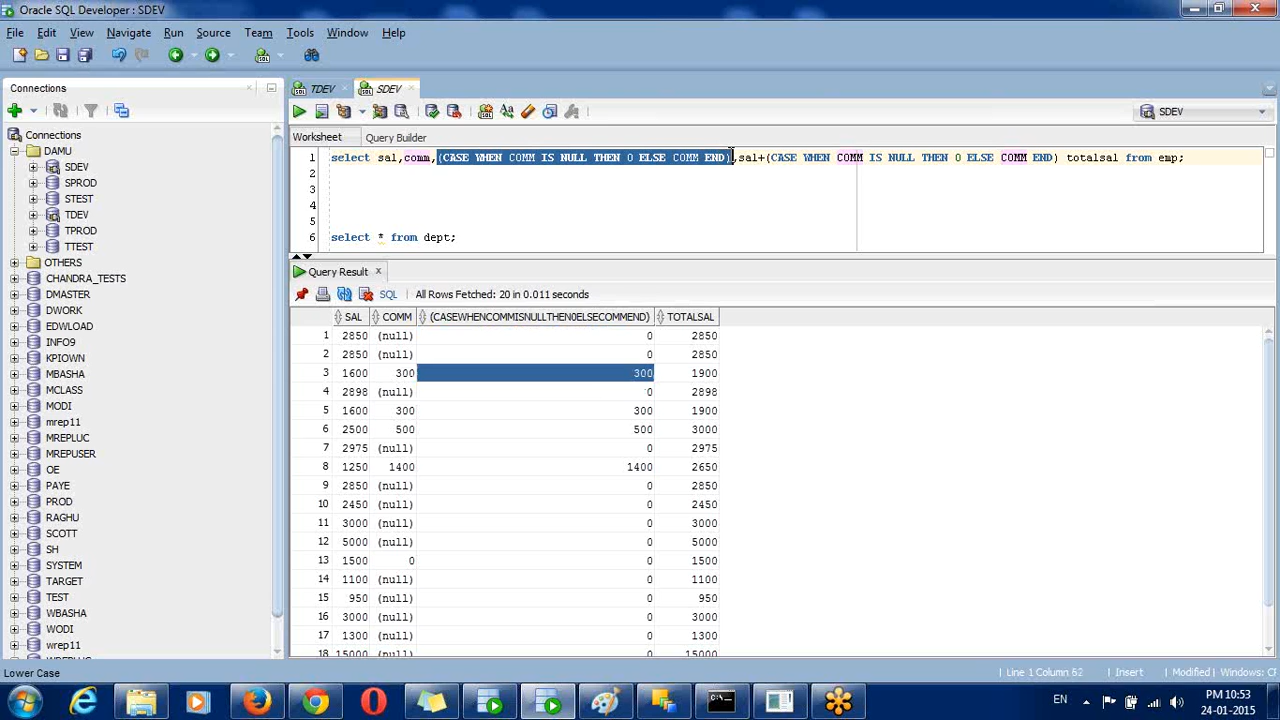 Oracle SQL Developer : SDEV
File Edit View Navigate Run Source Team Tools Window Help
Connections
Connections
DAMU
SDEV
SPROD
STEST
TDEV
TPROD
TTEST
OTHERS
CHANDRA_TESTS
DMASTER
DWORK
EDWLOAD
INFO9
KPIOWN
MBASHA
MCLASS
MODI
mrep11
MREPLUC
MREPUSER
OE
PAYE
PROD
RAGHU
SCOTT
SH
SYSTEM
TARGET
TEST
WBASHA
WODI
wrep11
TDEV SDEV
SDEV
Worksheet Query Builder
1 select sal,comm,(CASE WHEN COMM IS NULL THEN 0 ELSE COMM END),sal+(CASE WHEN COMM IS NULL THEN 0 ELSE COMM END) totalsal from emp;
2
3
4
5
6 select * from dept;
Query Result
SQL | All Rows Fetched: 20 in 0.011 seconds
SAL COMM (CASEWHENCOMMISNULLTHEN0ELSECOMMEND) TOTALSAL
1 2850 (null) 0 2850
2 2850 (null) 0 2850
3 1600 300 300 1900
4 2898 (null) 0 2898
5 1600 300 300 1900
6 2500 500 500 3000
7 2975 (null) 0 2975
8 1250 1400 1400 2650
9 2850 (null) 0 2850
10 2450 (null) 0 2450
11 3000 (null) 0 3000
12 5000 (null) 0 5000
13 1500 0 0 1500
14 1100 (null) 0 1100
15 950 (null) 0 950
16 3000 (null) 0 3000
17 1300 (null) 0 1300
18 15000 (null) 0 15000
Lower Case
Line 1 Column 62 | Insert | Modified | Windows: C
EN
PM 10:53
24-01-2015